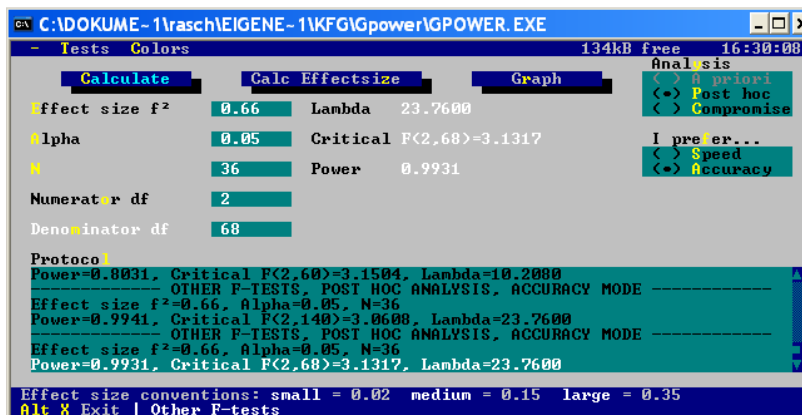 C:\DOKUME~1\rasch\EIGENE~1\KFG\Gpower\GPOWER.EXE
- Tests Colors 134kB free 16:30:08
Calculate Calc Effectsize Graph
Analysis
( ) A priori
(•) Post hoc
( ) Compromise
Effect size f² 0.66 Lambda 23.7600
Alpha 0.05 Critical F(2,68)=3.1317
I prefer...
( ) Speed
(•) Accuracy
N 36 Power 0.9931
Numerator df 2
Denominator df 68
Protocol
Power=0.8031, Critical F(2,60)=3.1504, Lambda=10.2080
------------- OTHER F-TESTS, POST HOC ANALYSIS, ACCURACY MODE -------------
Effect size f²=0.66, Alpha=0.05, N=36
Power=0.9941, Critical F(2,140)=3.0608, Lambda=23.7600
------------- OTHER F-TESTS, POST HOC ANALYSIS, ACCURACY MODE -------------
Effect size f²=0.66, Alpha=0.05, N=36
Power=0.9931, Critical F(2,68)=3.1317, Lambda=23.7600
Effect size conventions: small = 0.02 medium = 0.15 large = 0.35
Alt X Exit | Other F-tests